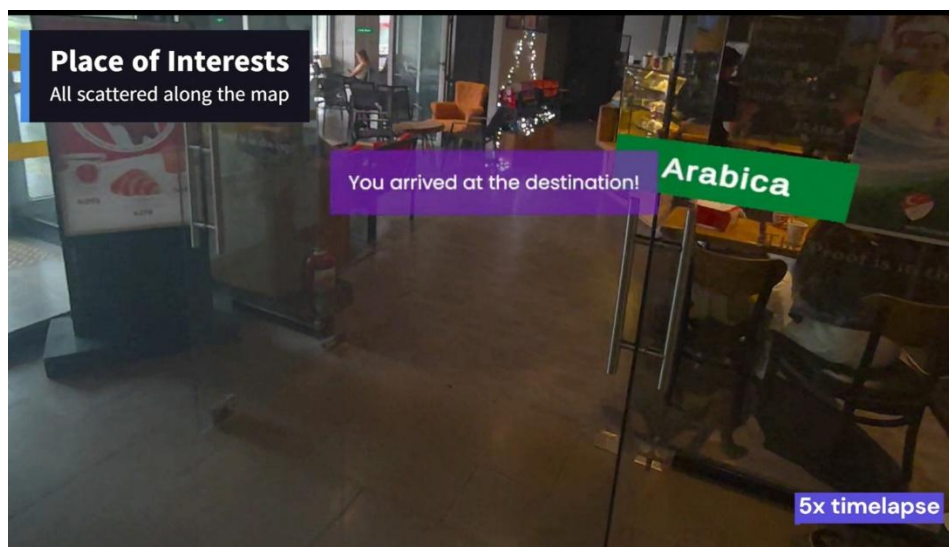 Place of Interests
All scattered along the map
You arrived at the destination!
Arabica
5x timelapse